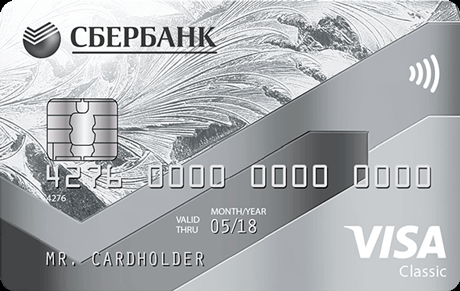 СБЕРБАНК
4276 0000 0000 0000
4276
MONTH/YEAR
VALID THRU 05/18
MR. CARDHOLDER
VISA
Classic